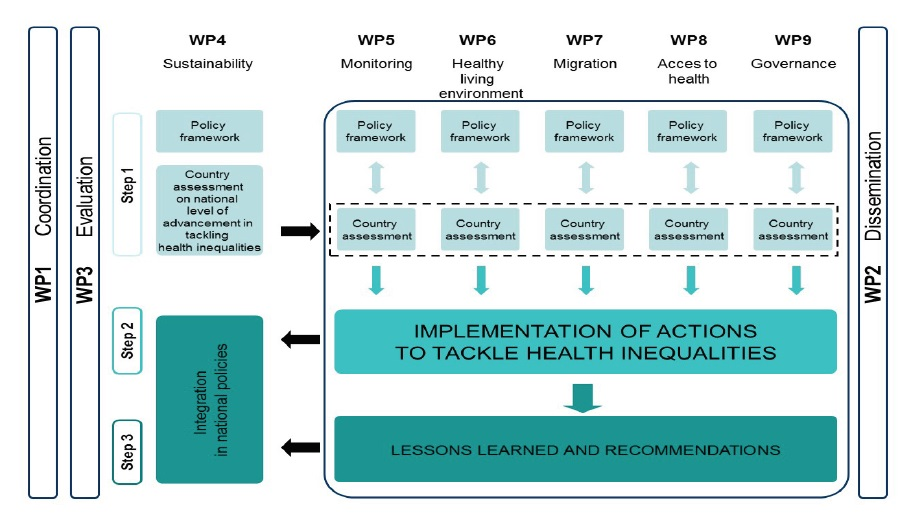 WP1 Coordination
WP3 Evaluation
WP4
Sustainability
WP5
Monitoring
WP6
Healthy
living
environment
WP7
Migration
WP8
Acces to
health
WP9
Governance
WP2 Dissemination
Step 1
Policy
framework
Country
assessment
on national
level of
advancement in
tackling
health inequalities
Policy
framework
Policy
framework
Policy
framework
Policy
framework
Policy
framework
Country
assessment
Country
assessment
Country
assessment
Country
assessment
Country
assessment
Step 2
Integration
in national policies
IMPLEMENTATION OF ACTIONS
TO TACKLE HEALTH INEQUALITIES
Step 3
LESSONS LEARNED AND RECOMMENDATIONS